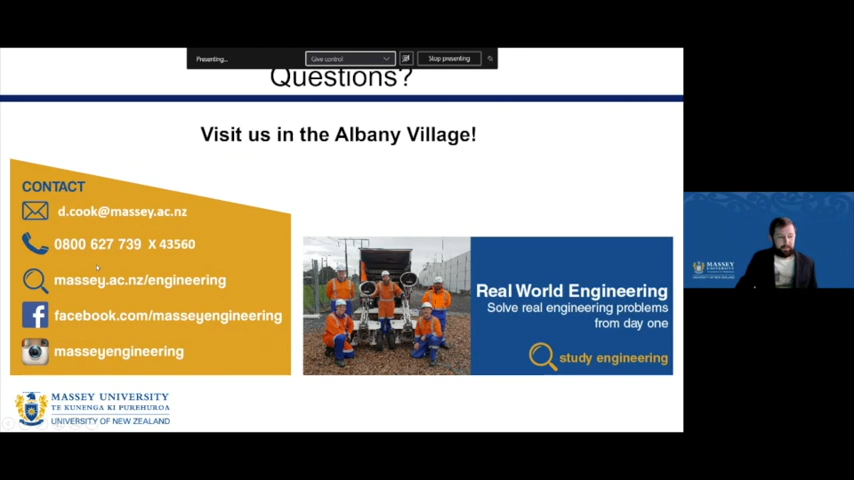 Presenting...
Give control
Stop presenting
Questions?
Visit us in the Albany Village!
CONTACT
d.cook@massey.ac.nz
0800 627 739 X 43560
massey.ac.nz/engineering
facebook.com/masseyengineering
masseyengineering
Real World Engineering
Solve real engineering problems
from day one
study engineering
MASSEY UNIVERSITY
TE KUNENGA KI PUREHUROA
UNIVERSITY OF NEW ZEALAND
MASSEY
UNIVERSITY